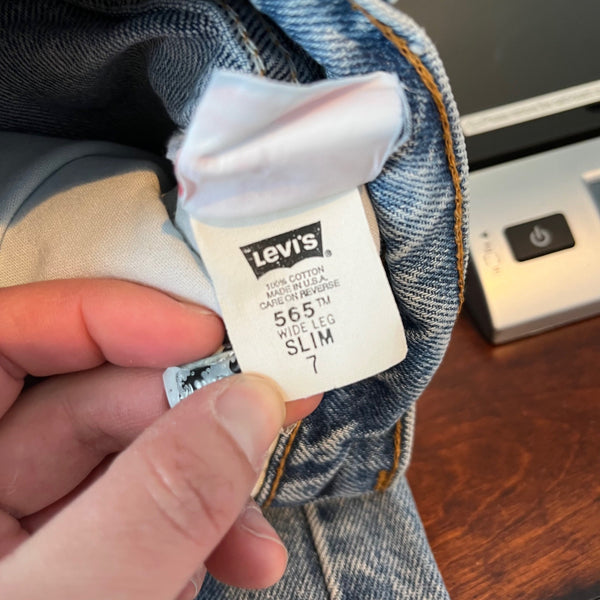 Levi's
100% COTTON
MADE IN U.S.A.
CARE ON REVERSE
565™
WIDE LEG
SLIM
7